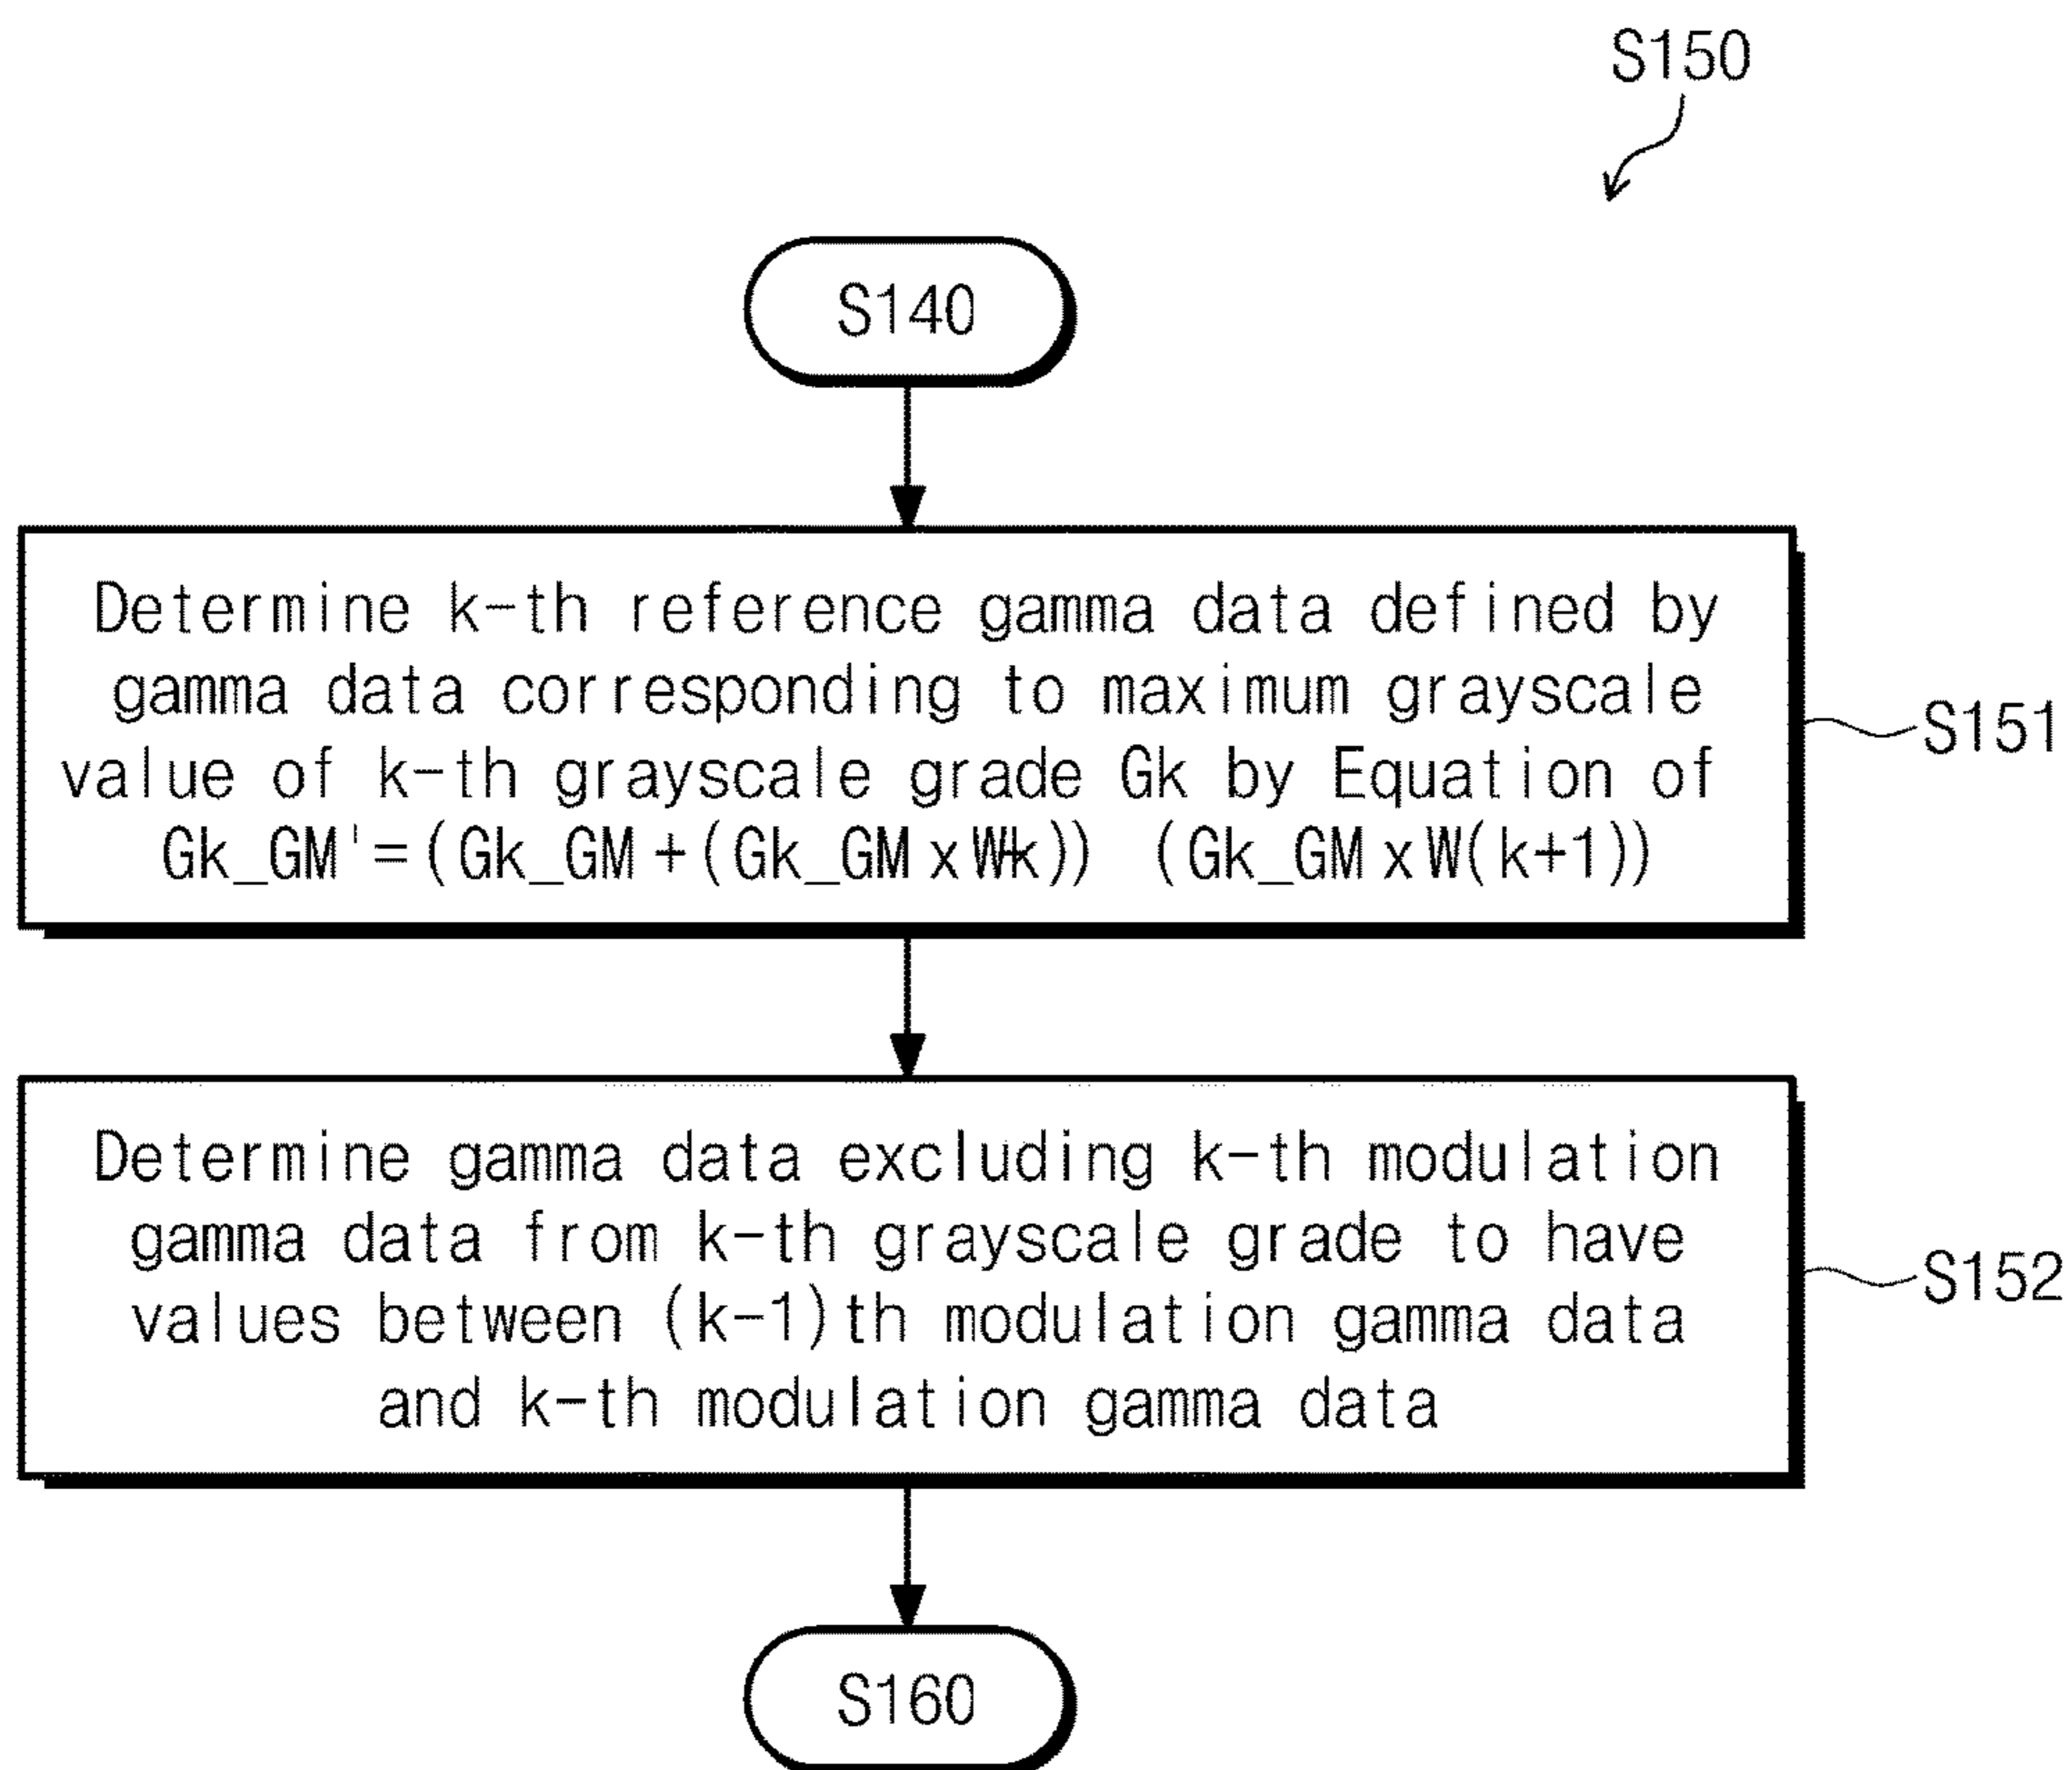 S150
S140
Determine k-th reference gamma data defined by
gamma data corresponding to maximum grayscale
value of k-th grayscale grade Gk by Equation of
Gk_GM'=(Gk_GM+(Gk_GM x Wk)) (Gk_GM x W(k+1))
S151
Determine gamma data excluding k-th modulation
gamma data from k-th grayscale grade to have
values between (k-1)th modulation gamma data
and k-th modulation gamma data
S152
S160